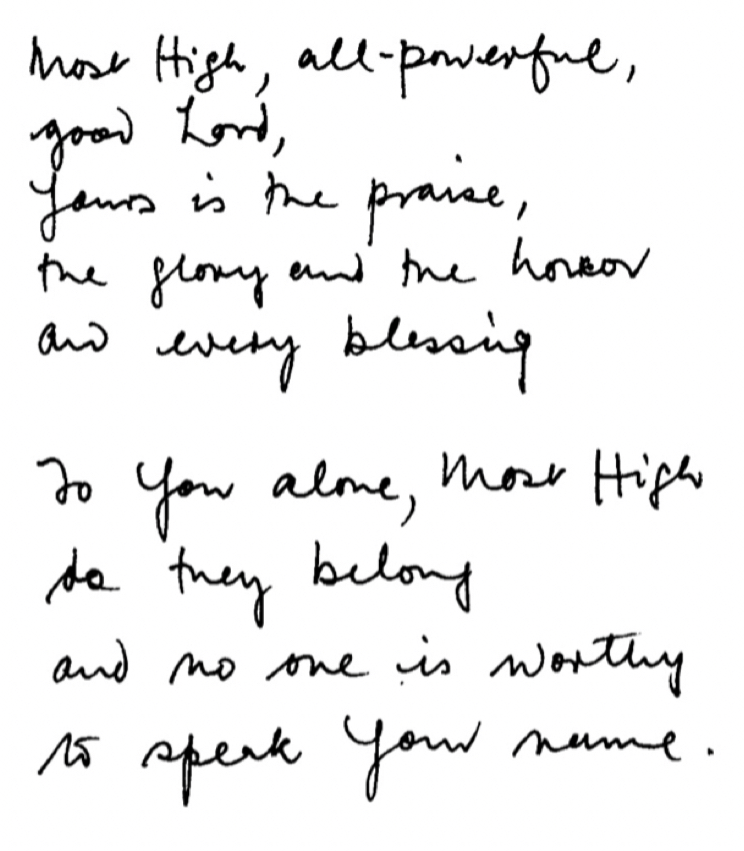 Most High, all-powerful,
good Lord,
Yours is the praise,
the glory and the honor
and every blessing
To You alone, Most High
do they belong
and no one is worthy
to speak Your name.